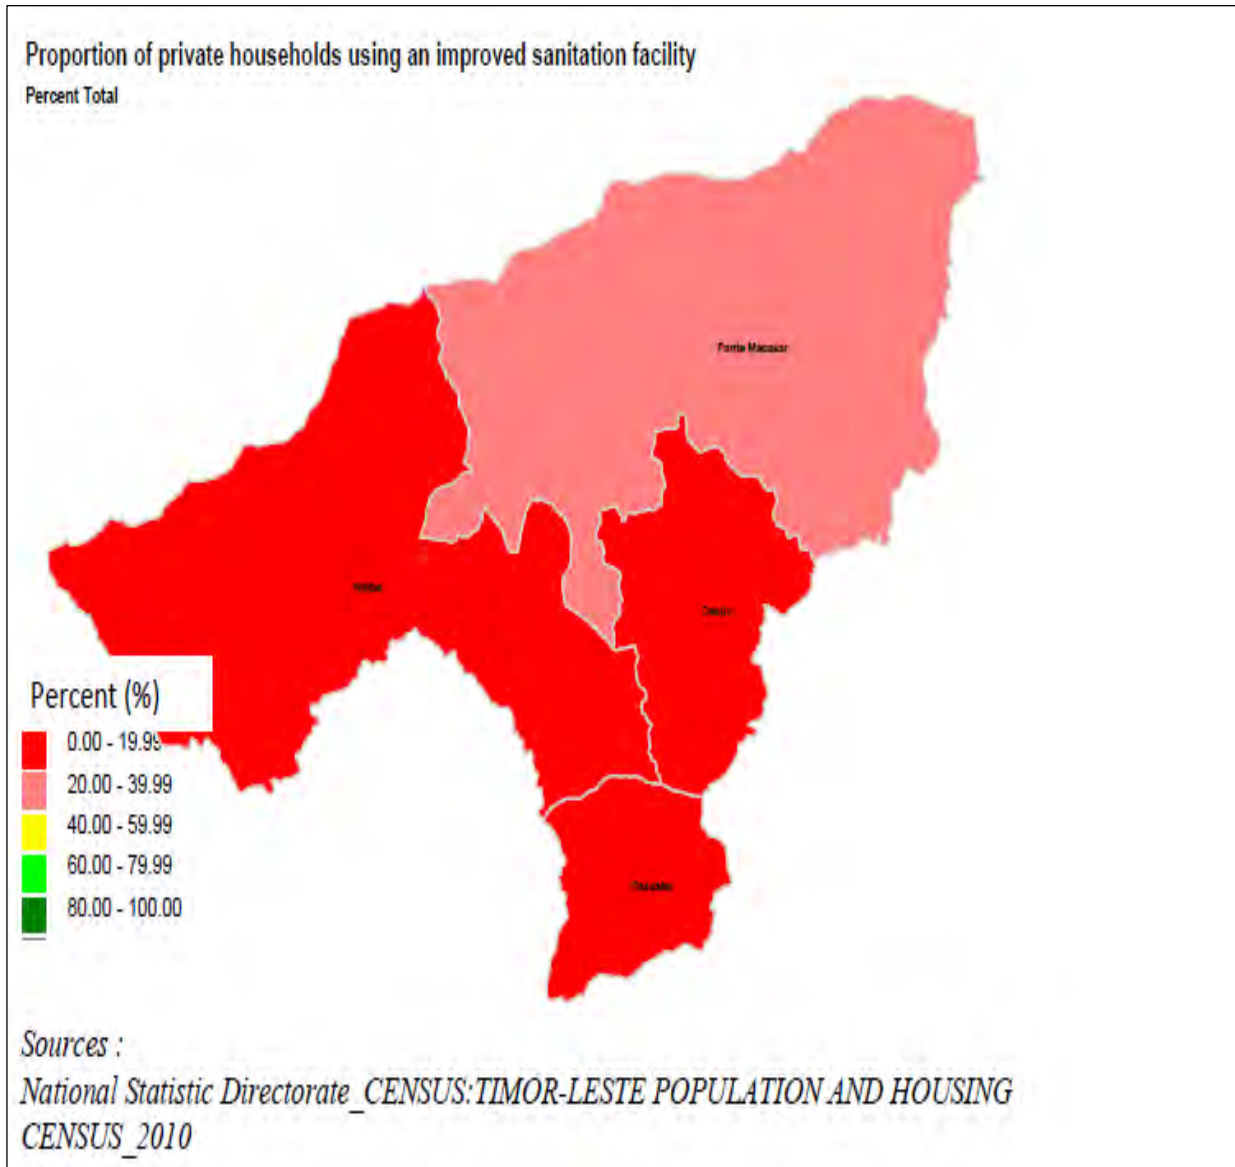 Proportion of private households using an improved sanitation facility
Percent Total
Percent (%)
0.00 - 19.99
20.00 - 39.99
40.00 - 59.99
60.00 - 79.99
80.00 - 100.00
Sources :
National Statistic Directorate_CENSUS:TIMOR-LESTE POPULATION AND HOUSING
CENSUS_2010